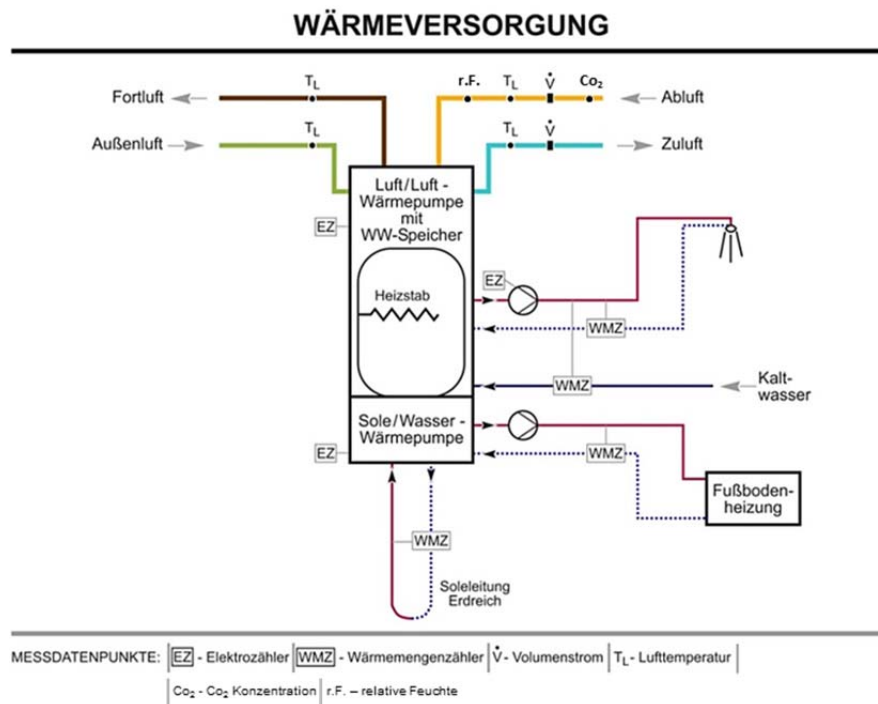 WÄRMEVERSORGUNG
Fortluft
T_L
r.F.
T_L
V̇
Co₂
Abluft
Außenluft
T_L
T_L
V̇
Zuluft
Luft/Luft -
Wärmepumpe
mit
WW-Speicher
EZ
Heizstab
EZ
WMZ
WMZ
Kalt-
wasser
Sole/Wasser -
Wärmepumpe
EZ
WMZ
Fußboden-
heizung
WMZ
Soleleitung
Erdreich
MESSDATENPUNKTE: EZ - Elektrozähler WMZ - Wärmemengenzähler V̇ - Volumenstrom T_L - Lufttemperatur
Co₂ - Co₂ Konzentration r.F. – relative Feuchte